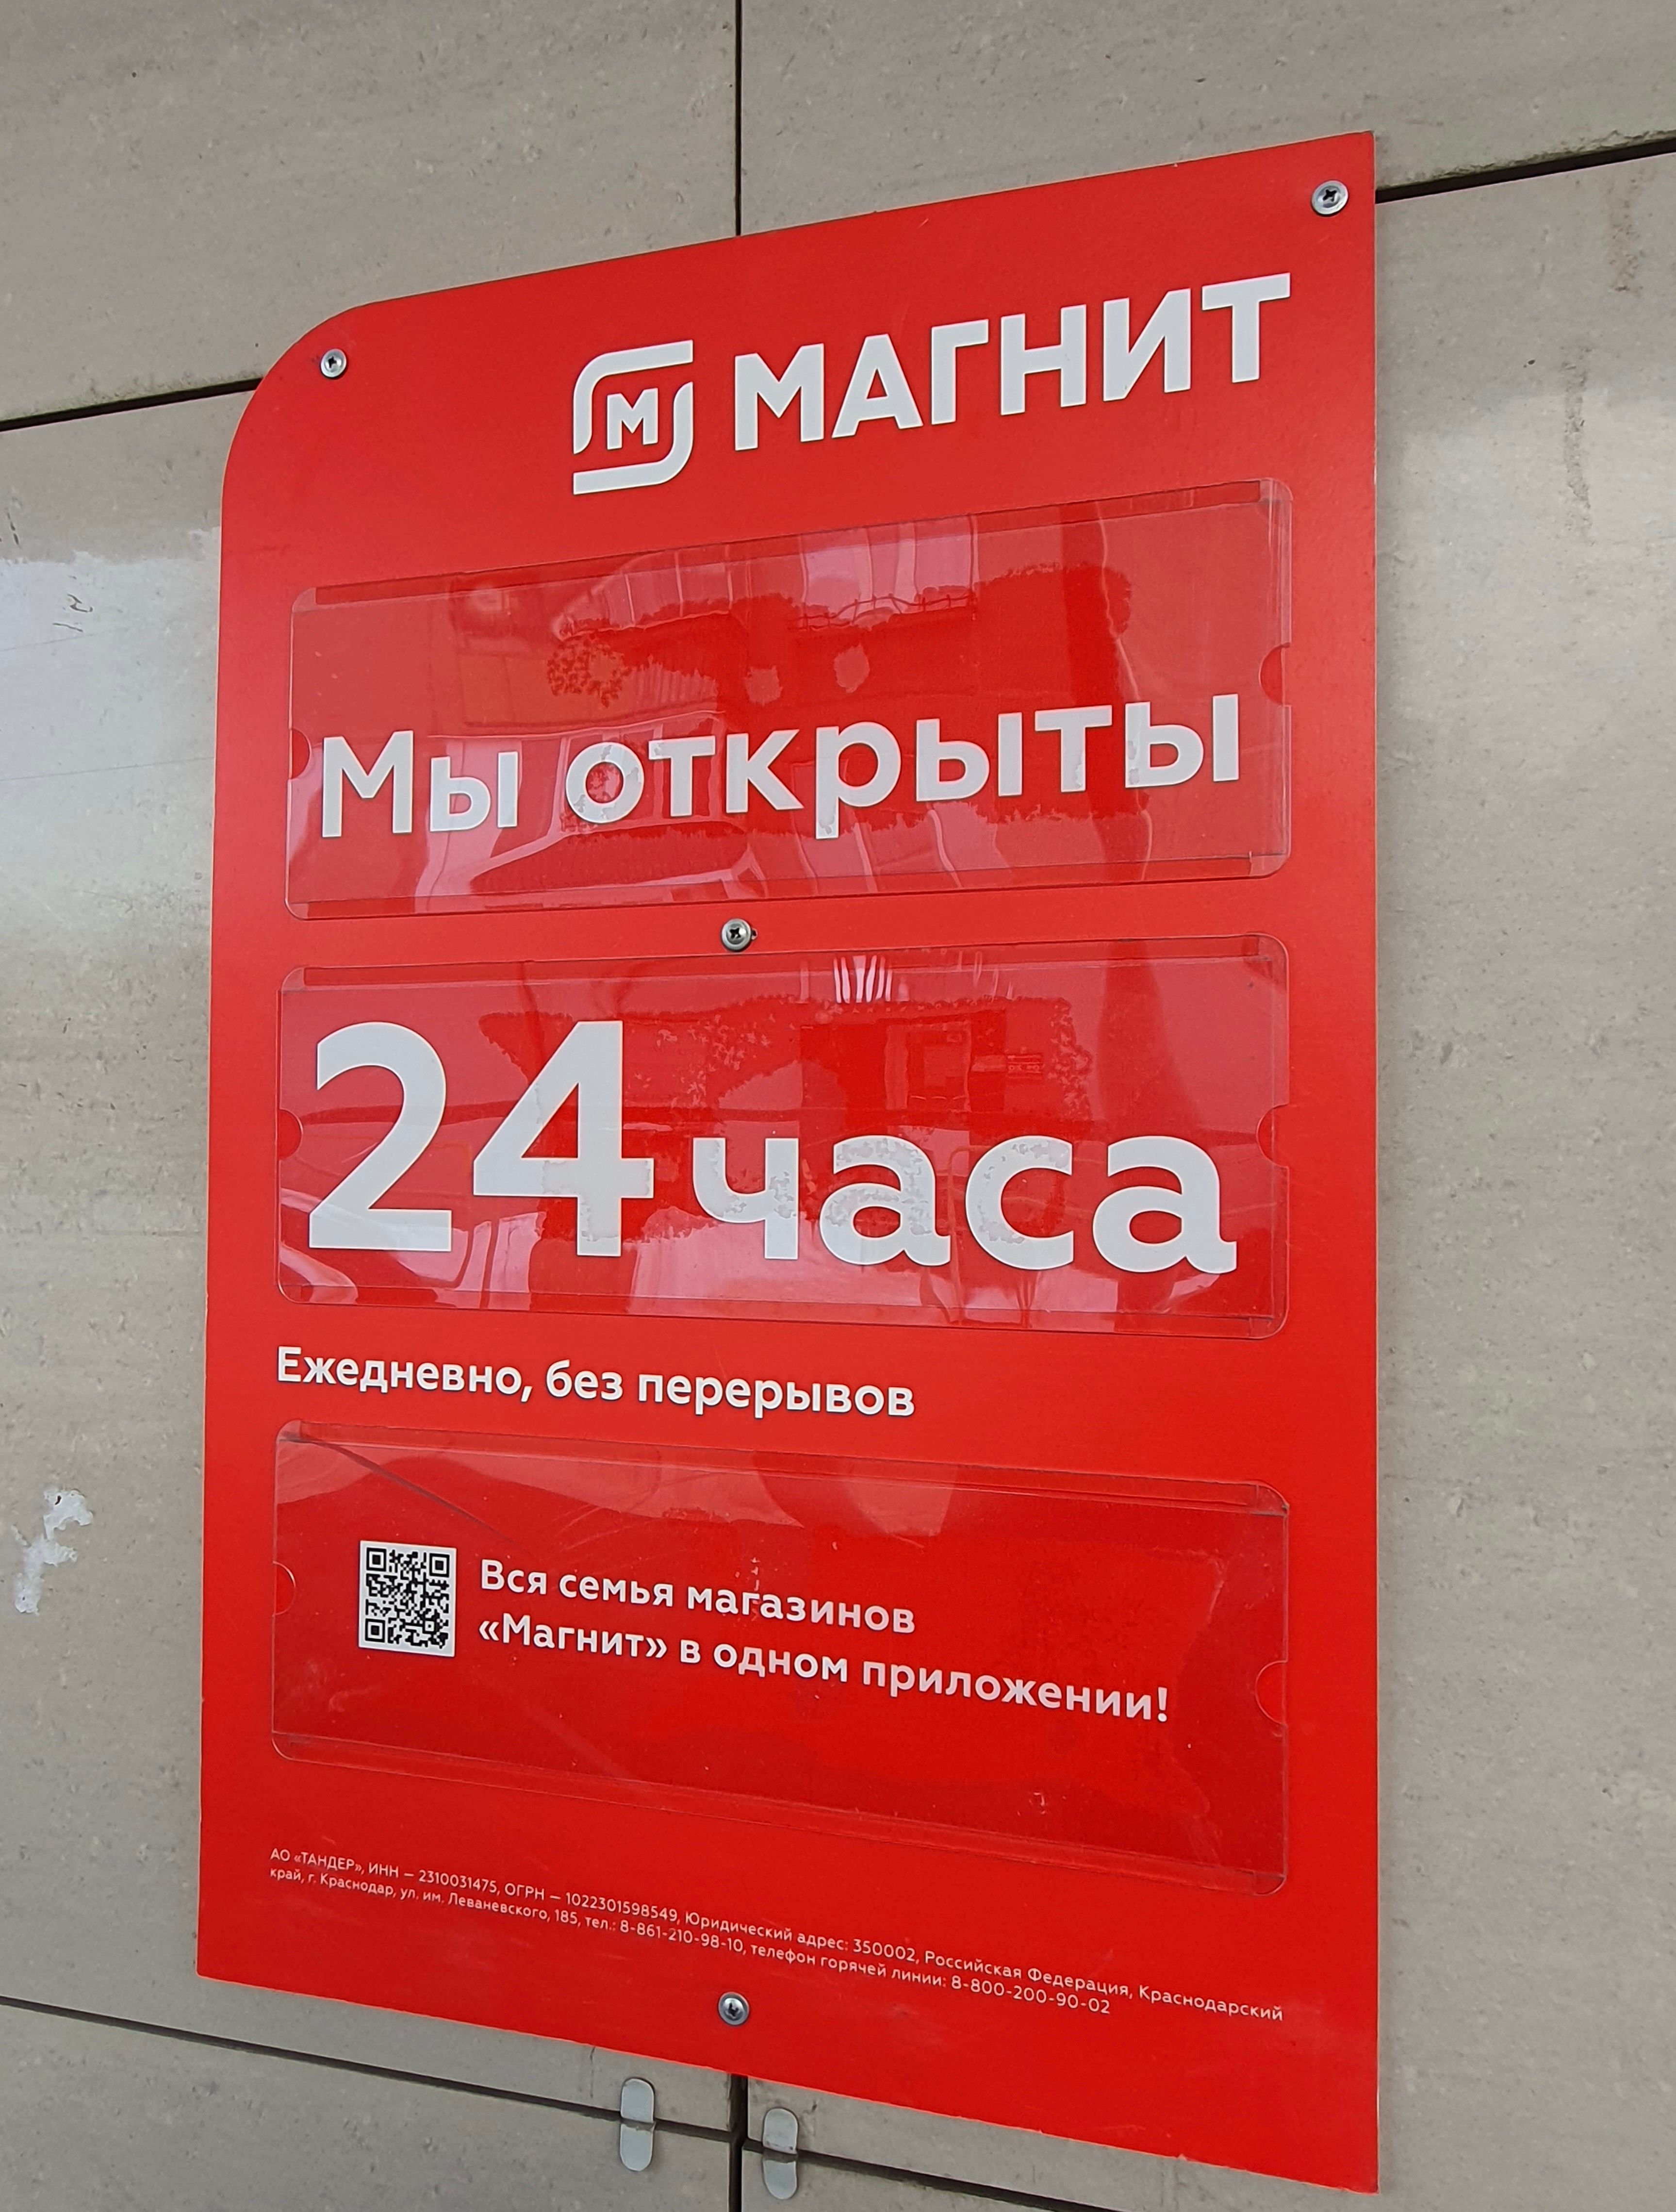 М МАГНИТ
Мы открыты
24 часа
Ежедневно, без перерывов
Вся семья магазинов
«Магнит» в одном приложении!
АО «ТАНДЕР», ИНН – 2310031475, ОГРН – 1022301598549, Юридический адрес: 350002, Российская Федерация, Краснодарский
край, г. Краснодар, ул. им. Леваневского, 185, тел.: 8-861-210-98-10, телефон горячей линии: 8-800-200-90-02